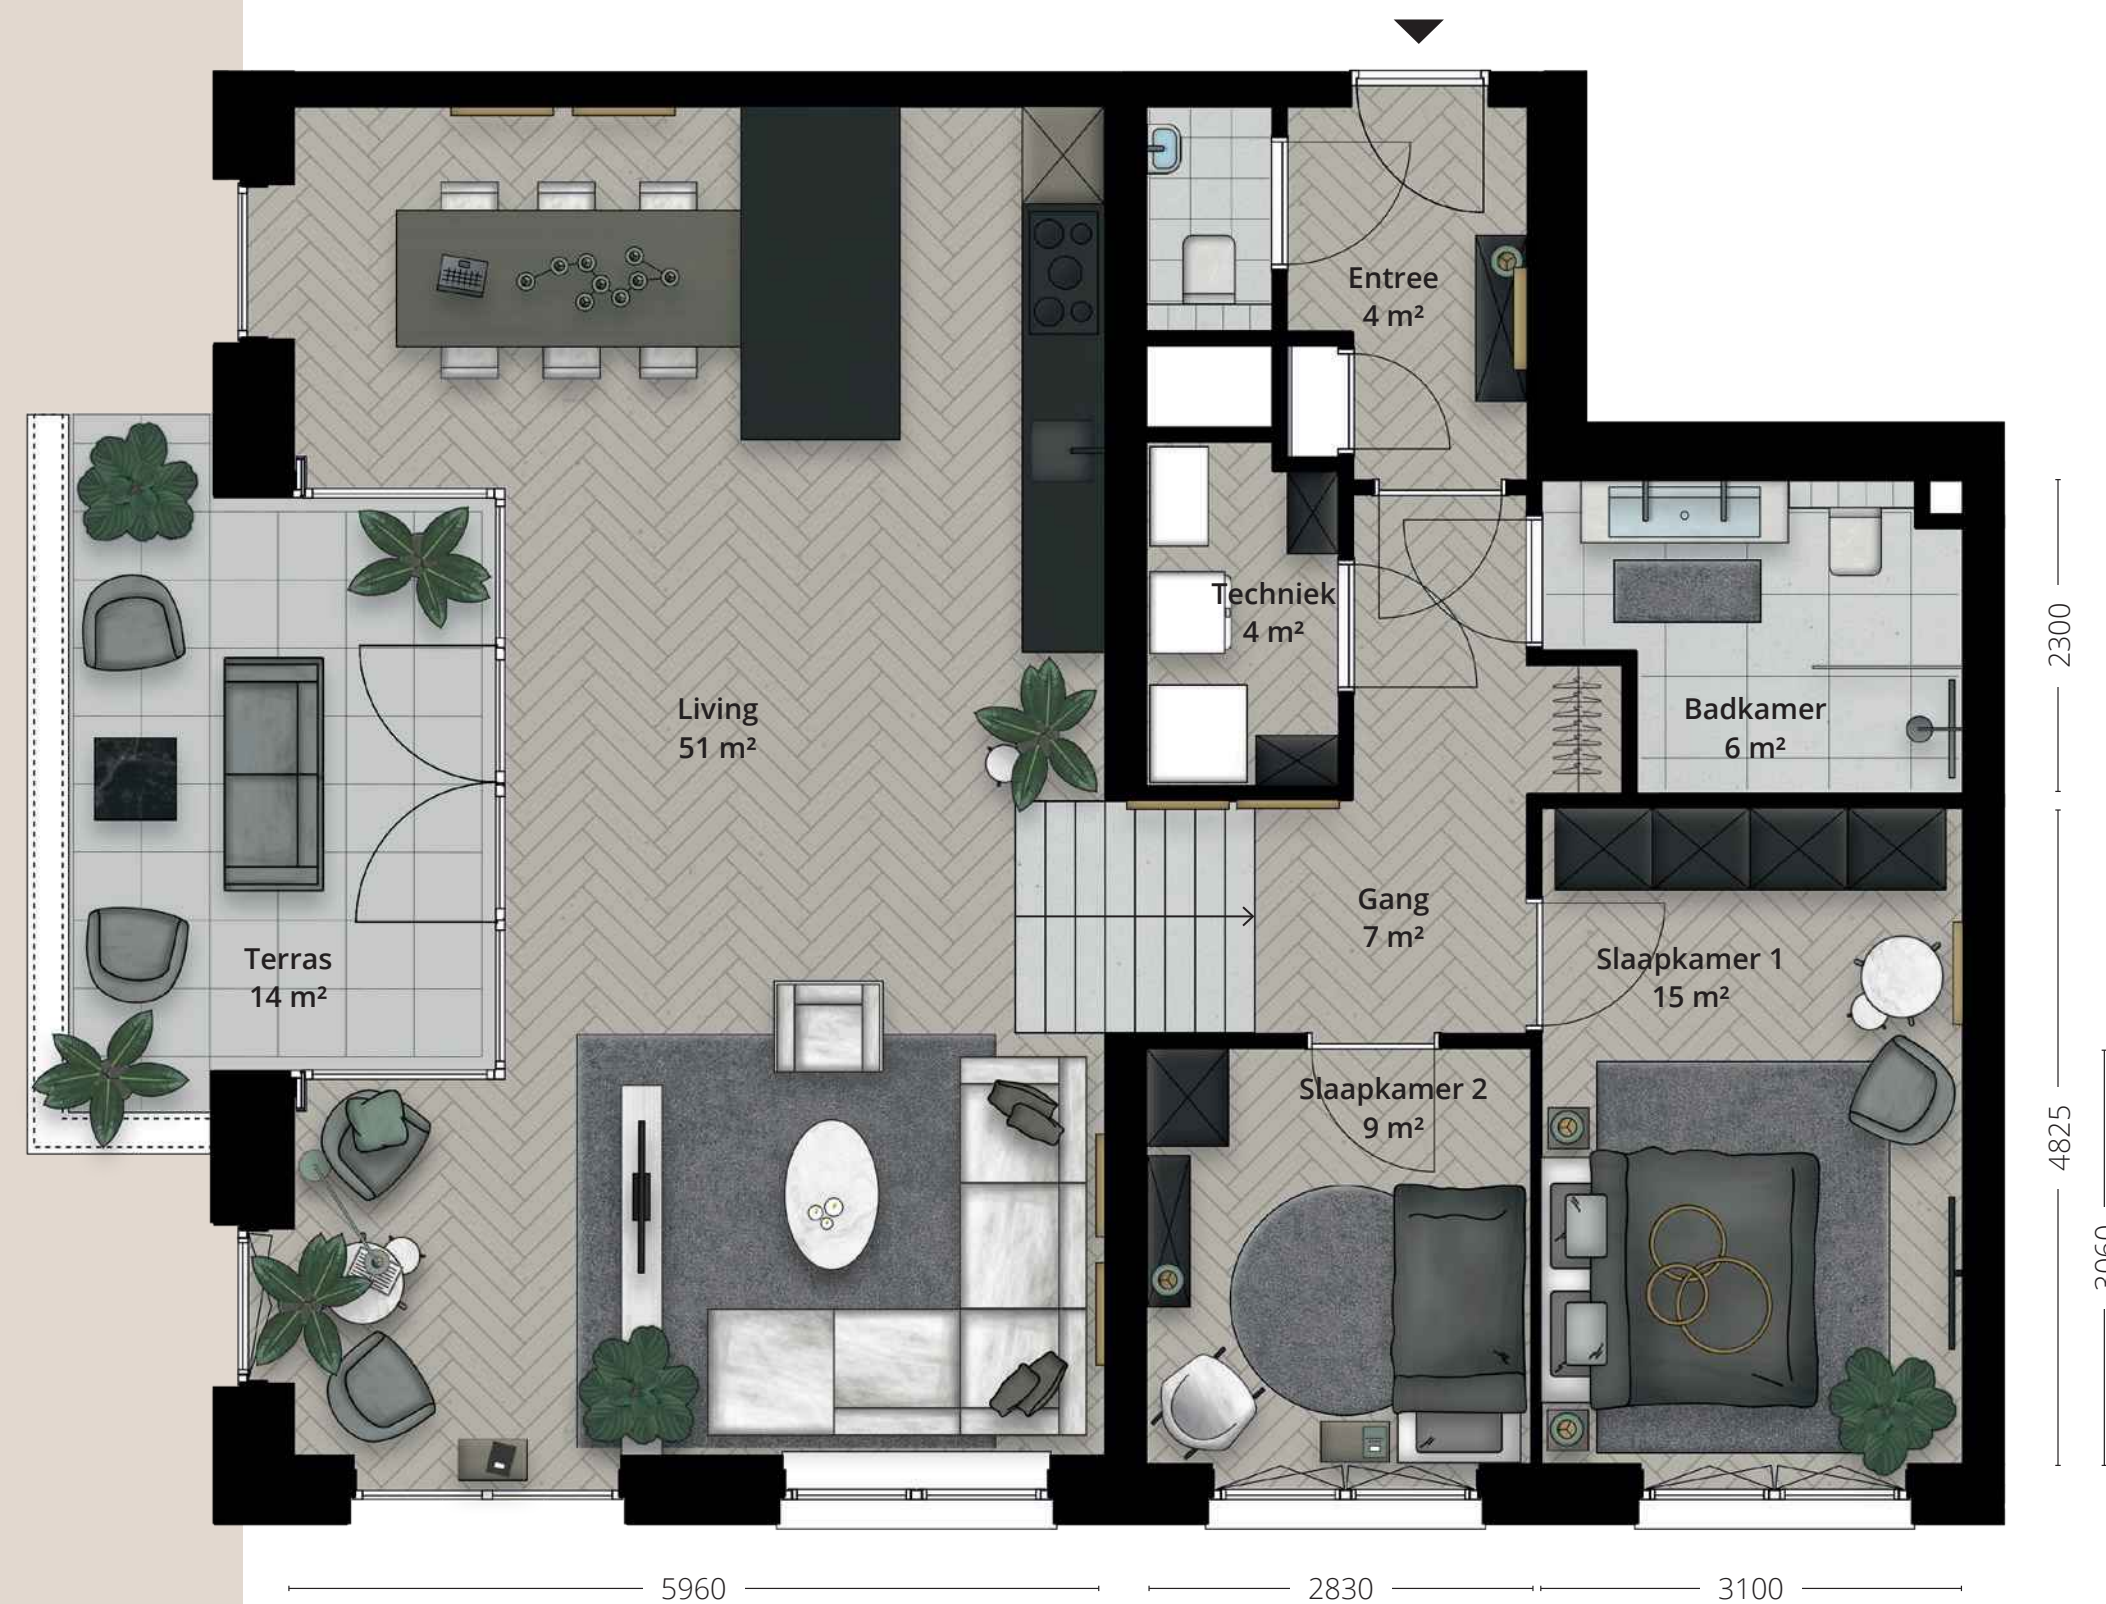 Entree
4 m²
Techniek
4 m²
2300
Living
51 m²
Badkamer
6 m²
Gang
7 m²
Terras
14 m²
Slaapkamer 1
15 m²
Slaapkamer 2
9 m²
4825
3060
5960
2830
3100